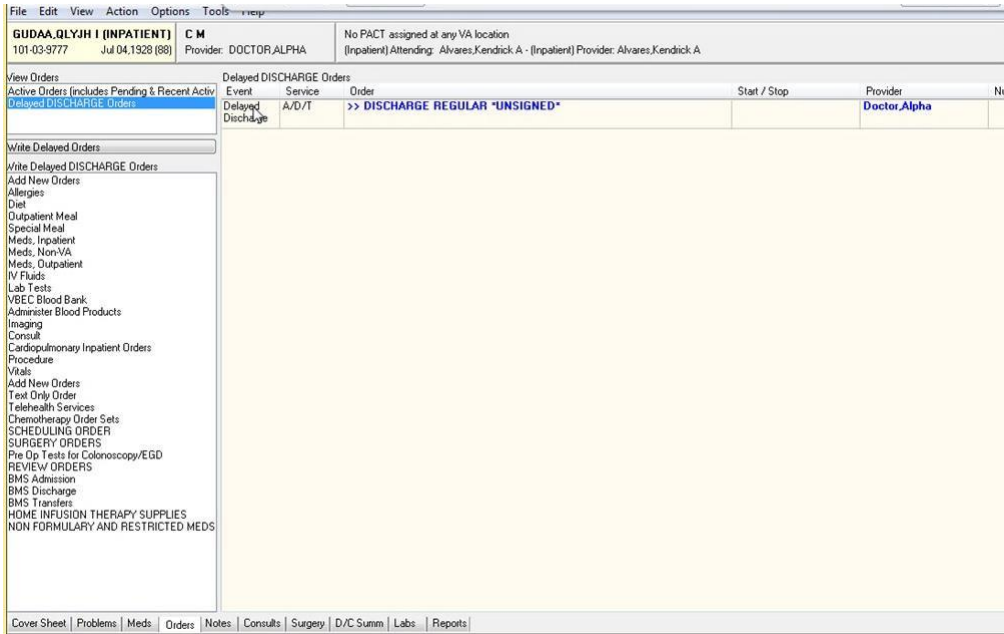 File Edit View Action Options Tools Help
GUDAA,QLYJH I (INPATIENT) C M No PACT assigned at any VA location
101-03-9777 Jul 04,1928 (88) Provider: DOCTOR,ALPHA (Inpatient) Attending: Alvares,Kendrick A - (Inpatient) Provider: Alvares,Kendrick A
View Orders
Active Orders (includes Pending & Recent Activ
Delayed DISCHARGE Orders
Write Delayed Orders
Write Delayed DISCHARGE Orders
Add New Orders
Allergies
Diet
Outpatient Meal
Special Meal
Meds, Inpatient
Meds, Non-VA
Meds, Outpatient
IV Fluids
Lab Tests
VBEC Blood Bank
Administer Blood Products
Imaging
Consult
Cardiopulmonary Inpatient Orders
Procedure
Vitals
Add New Orders
Text Only Order
Telehealth Services
Chemotherapy Order Sets
SCHEDULING ORDER
SURGERY ORDERS
Pre Op Tests for Colonoscopy/EGD
REVIEW ORDERS
BMS Admission
BMS Discharge
BMS Transfers
HOME INFUSION THERAPY SUPPLIES
NON FORMULARY AND RESTRICTED MEDS
Delayed DISCHARGE Orders
Event Service Order Start / Stop Provider Nu
Delayed A/D/T >> DISCHARGE REGULAR *UNSIGNED* Doctor,Alpha
Discharge
Cover Sheet Problems Meds Orders Notes Consults Surgery D/C Summ Labs Reports